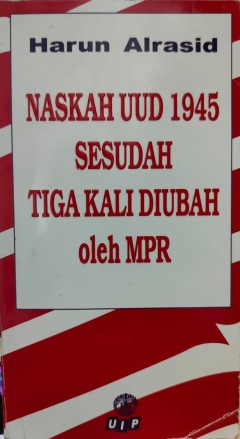 Harun Alrasid
NASKAH UUD 1945
SESUDAH
TIGA KALI DIUBAH
oleh MPR
UIP